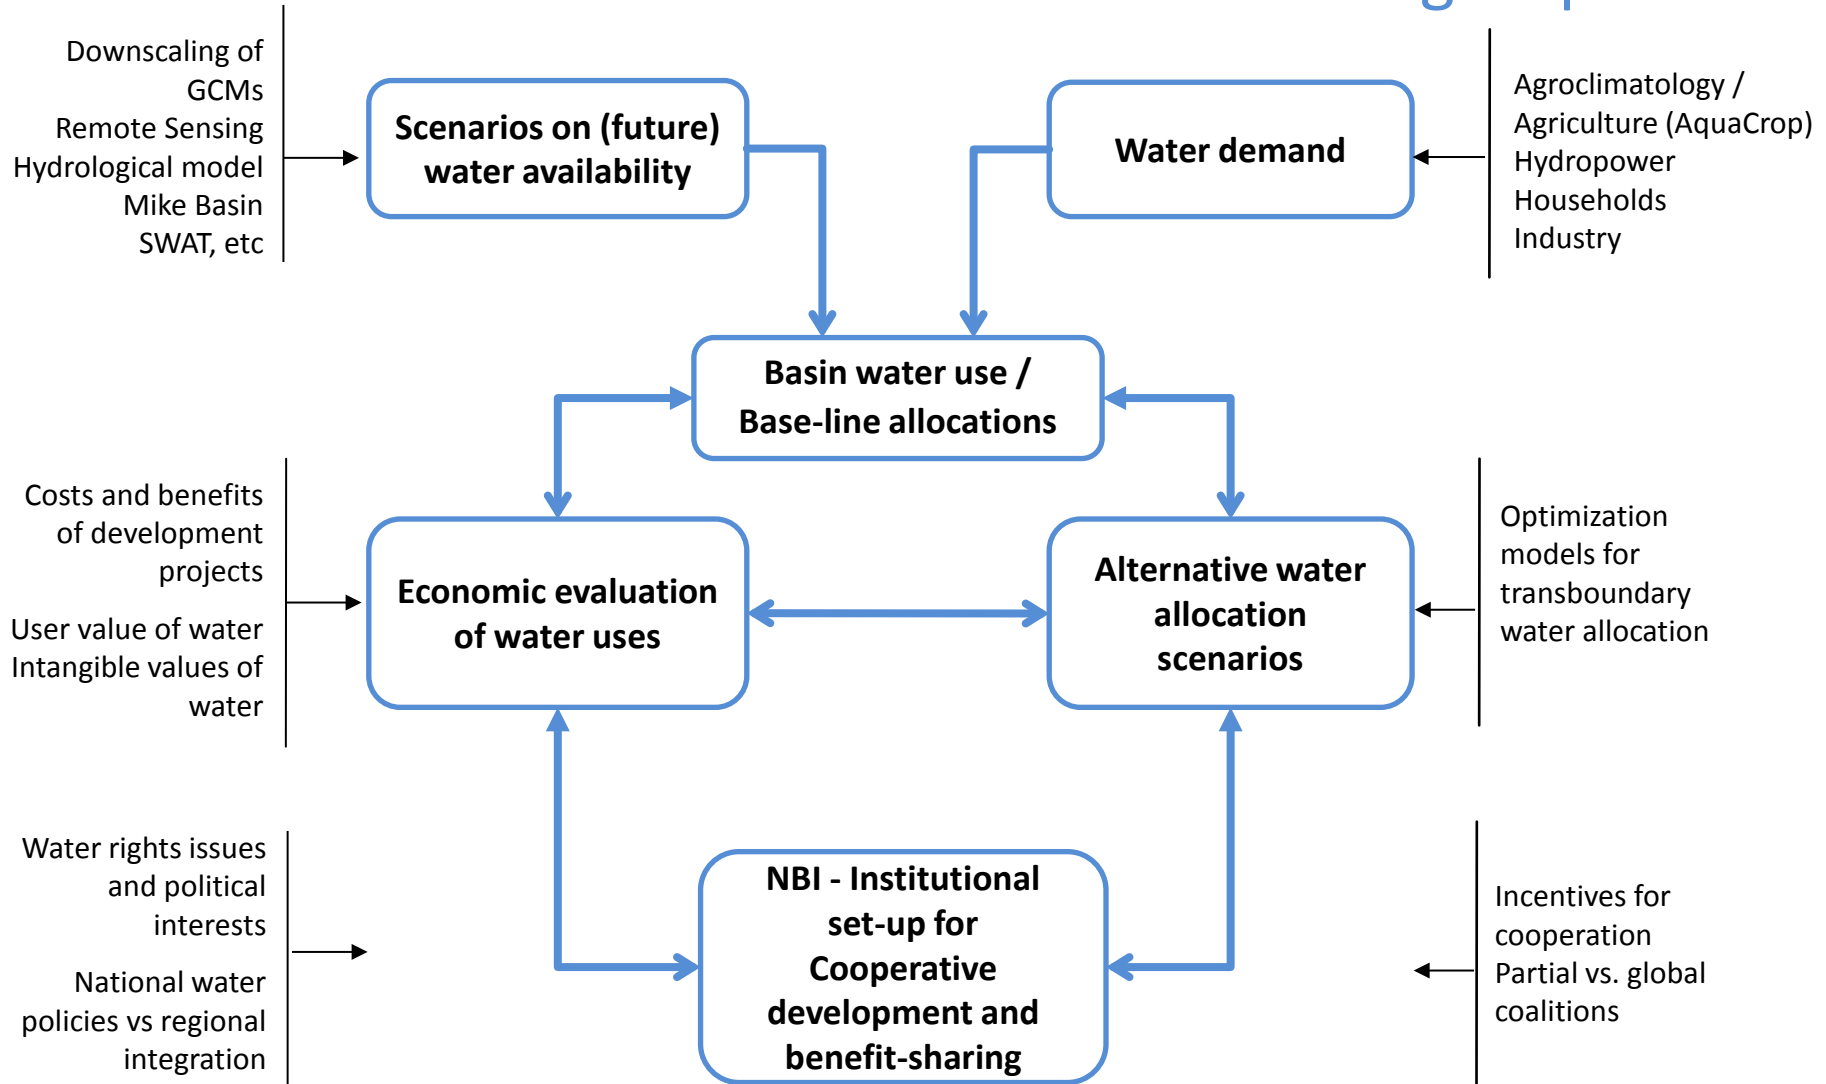 Downscaling of
GCMs
Remote Sensing
Hydrological model
Mike Basin
SWAT, etc
Scenarios on (future)
water availability
Water demand
Agroclimatology /
Agriculture (AquaCrop)
Hydropower
Households
Industry
Basin water use /
Base-line allocations
Costs and benefits
of development
projects
User value of water
Intangible values of
water
Economic evaluation
of water uses
Alternative water
allocation
scenarios
Optimization
models for
transboundary
water allocation
Water rights issues
and political
interests
National water
policies vs regional
integration
NBI - Institutional
set-up for
Cooperative
development and
benefit-sharing
Incentives for
cooperation
Partial vs. global
coalitions